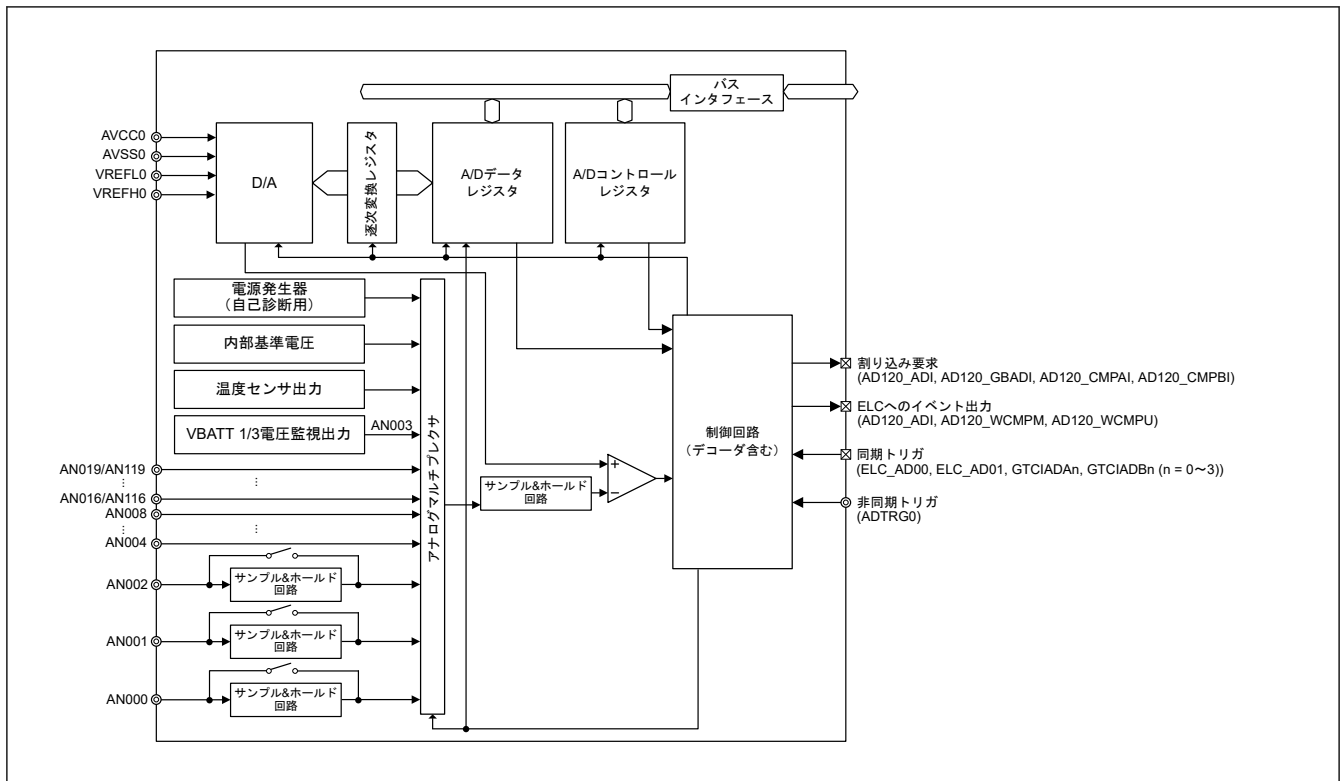 バス
インタフェース
AVCC0
AVSS0
VREFL0
VREFH0
D/A
逐次変換レジスタ
A/Dデータ
レジスタ
A/Dコントロール
レジスタ
電源発生器
（自己診断用）
内部基準電圧
温度センサ出力
VBATT 1/3電圧監視出力
AN003
アナログマルチプレクサ
AN019/AN119
…
…
AN016/AN116
AN008
…
…
AN004
AN002
サンプル&ホールド
回路
AN001
サンプル&ホールド
回路
AN000
サンプル&ホールド
回路
サンプル&ホールド
回路
+
−
制御回路
（デコーダ含む）
割り込み要求
(AD120_ADI, AD120_GBADI, AD120_CMPAI, AD120_CMPBI)
ELCへのイベント出力
(AD120_ADI, AD120_WCMPM, AD120_WCMPU)
同期トリガ
(ELC_AD00, ELC_AD01, GTCIADAn, GTCIADBn (n = 0～3))
非同期トリガ
(ADTRG0)